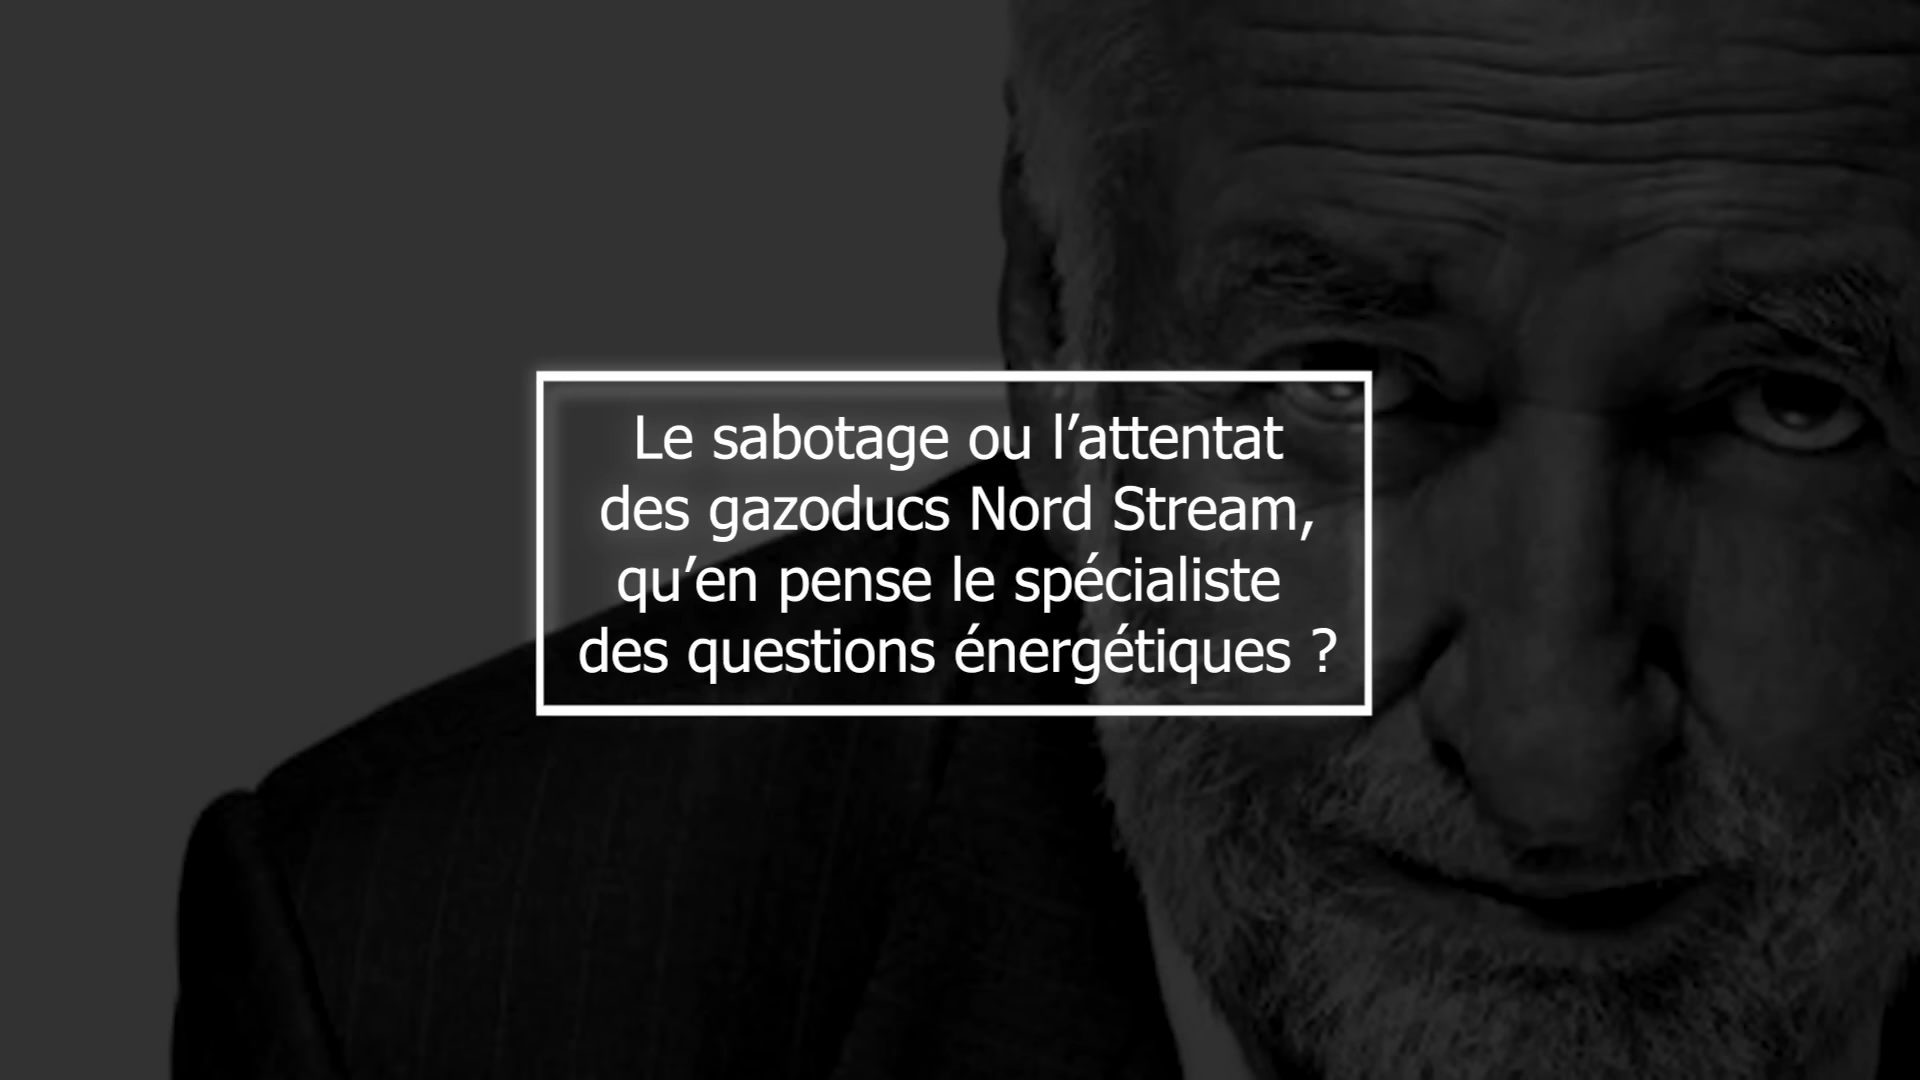 Le sabotage ou l’attentat
des gazoducs Nord Stream,
qu’en pense le spécialiste
des questions énergétiques ?